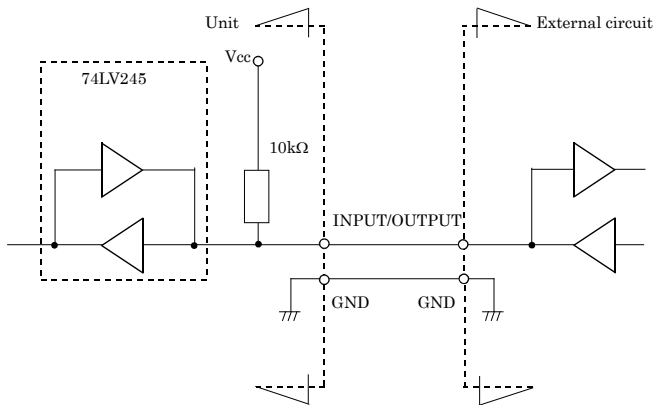 Unit
External circuit
Vcc
74LV245
10kΩ
INPUT/OUTPUT
GND
GND